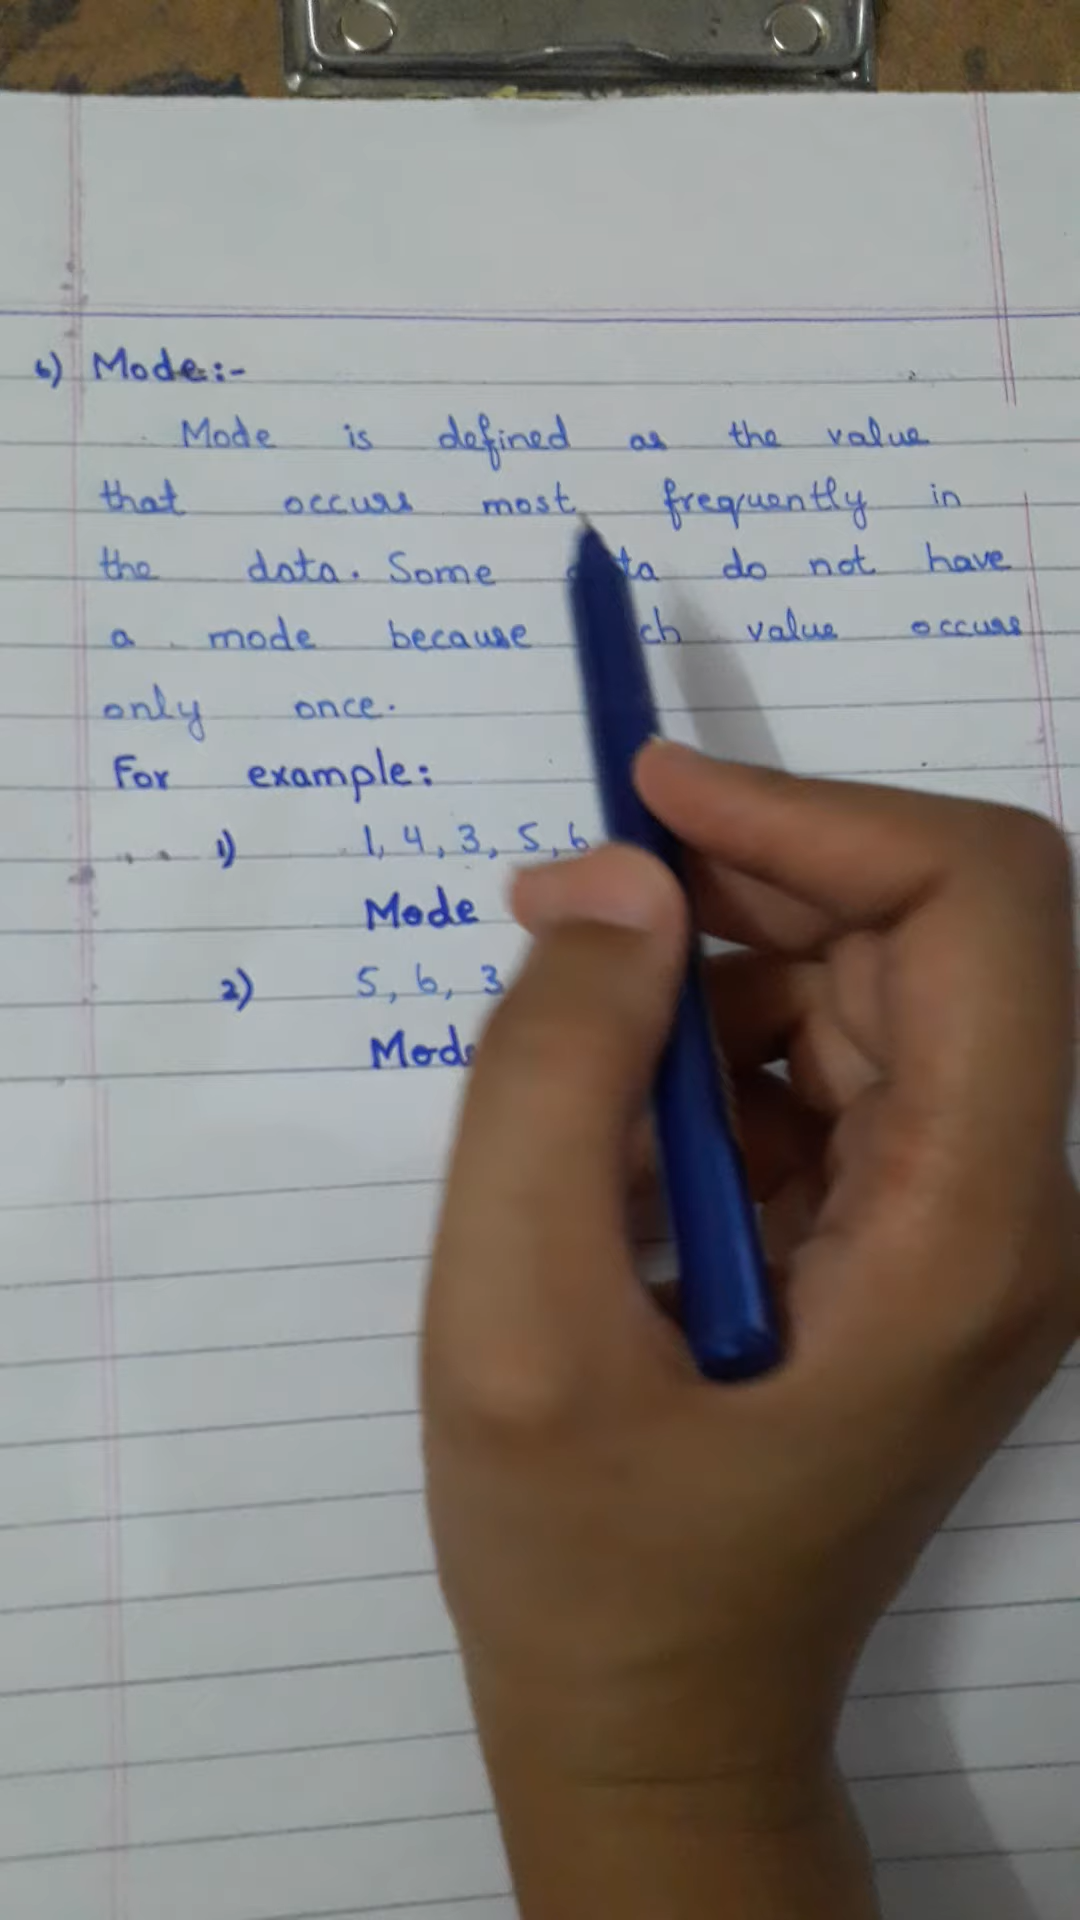 6) Mode:-
Mode is defined as the value
that occurs most frequently in
the data. Some do not have
a mode because value occurs
only once.
For example:
1) 1, 4, 3, 5, 6
Mode
2) 5, 6, 3
Mode